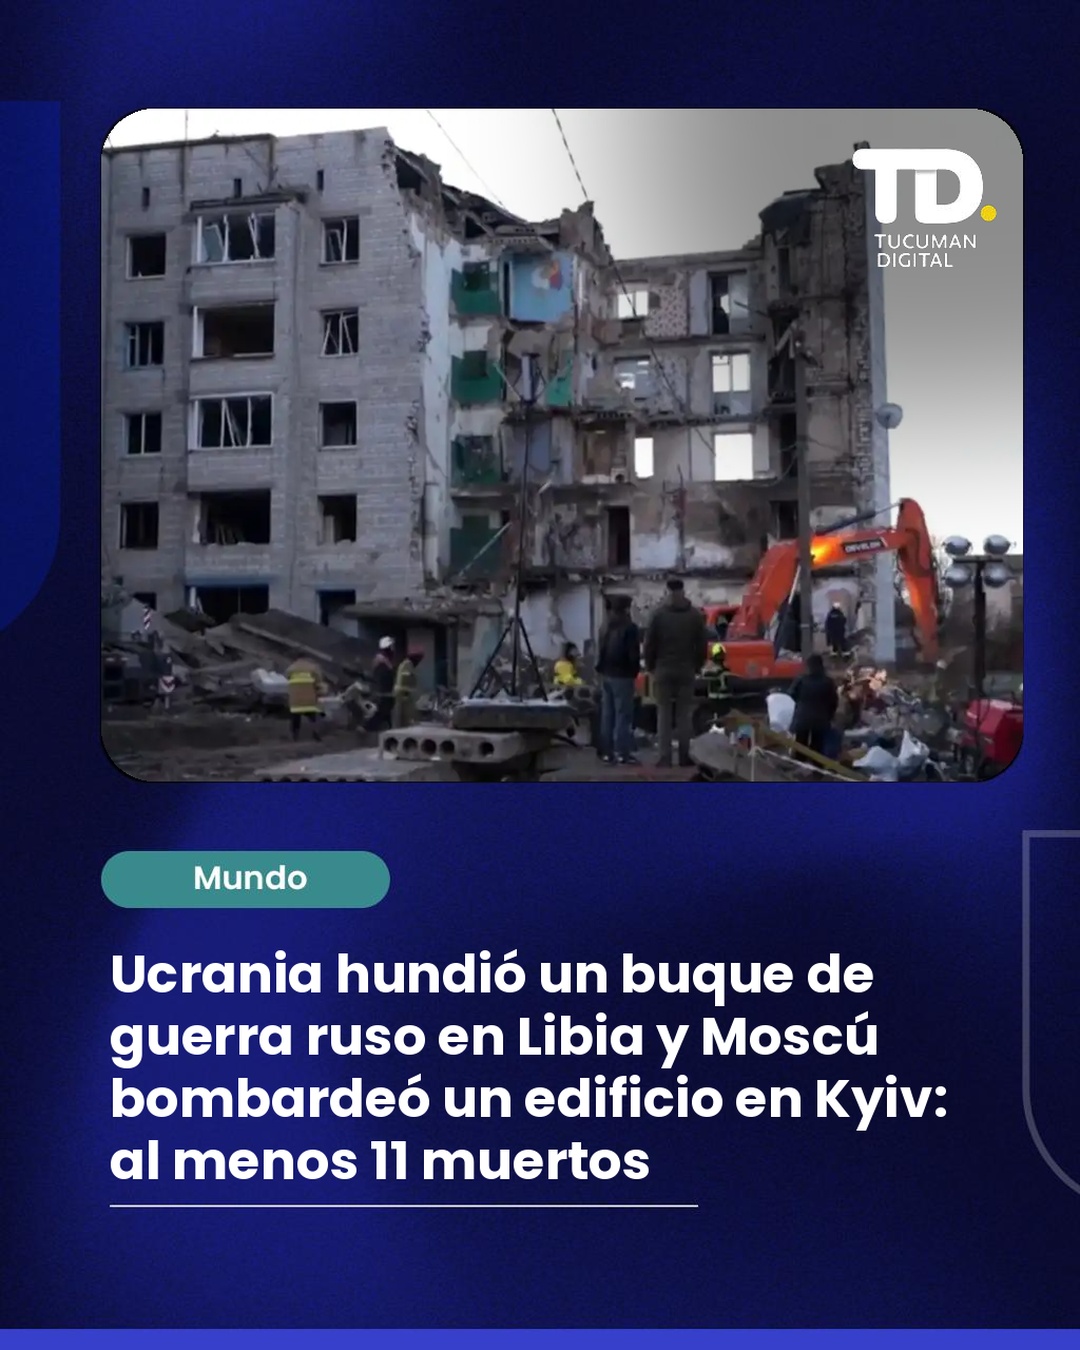 TD.
TUCUMAN
DIGITAL
DEVELON
Mundo
Ucrania hundió un buque de
guerra ruso en Libia y Moscú
bombardeó un edificio en Kyiv:
al menos 11 muertos